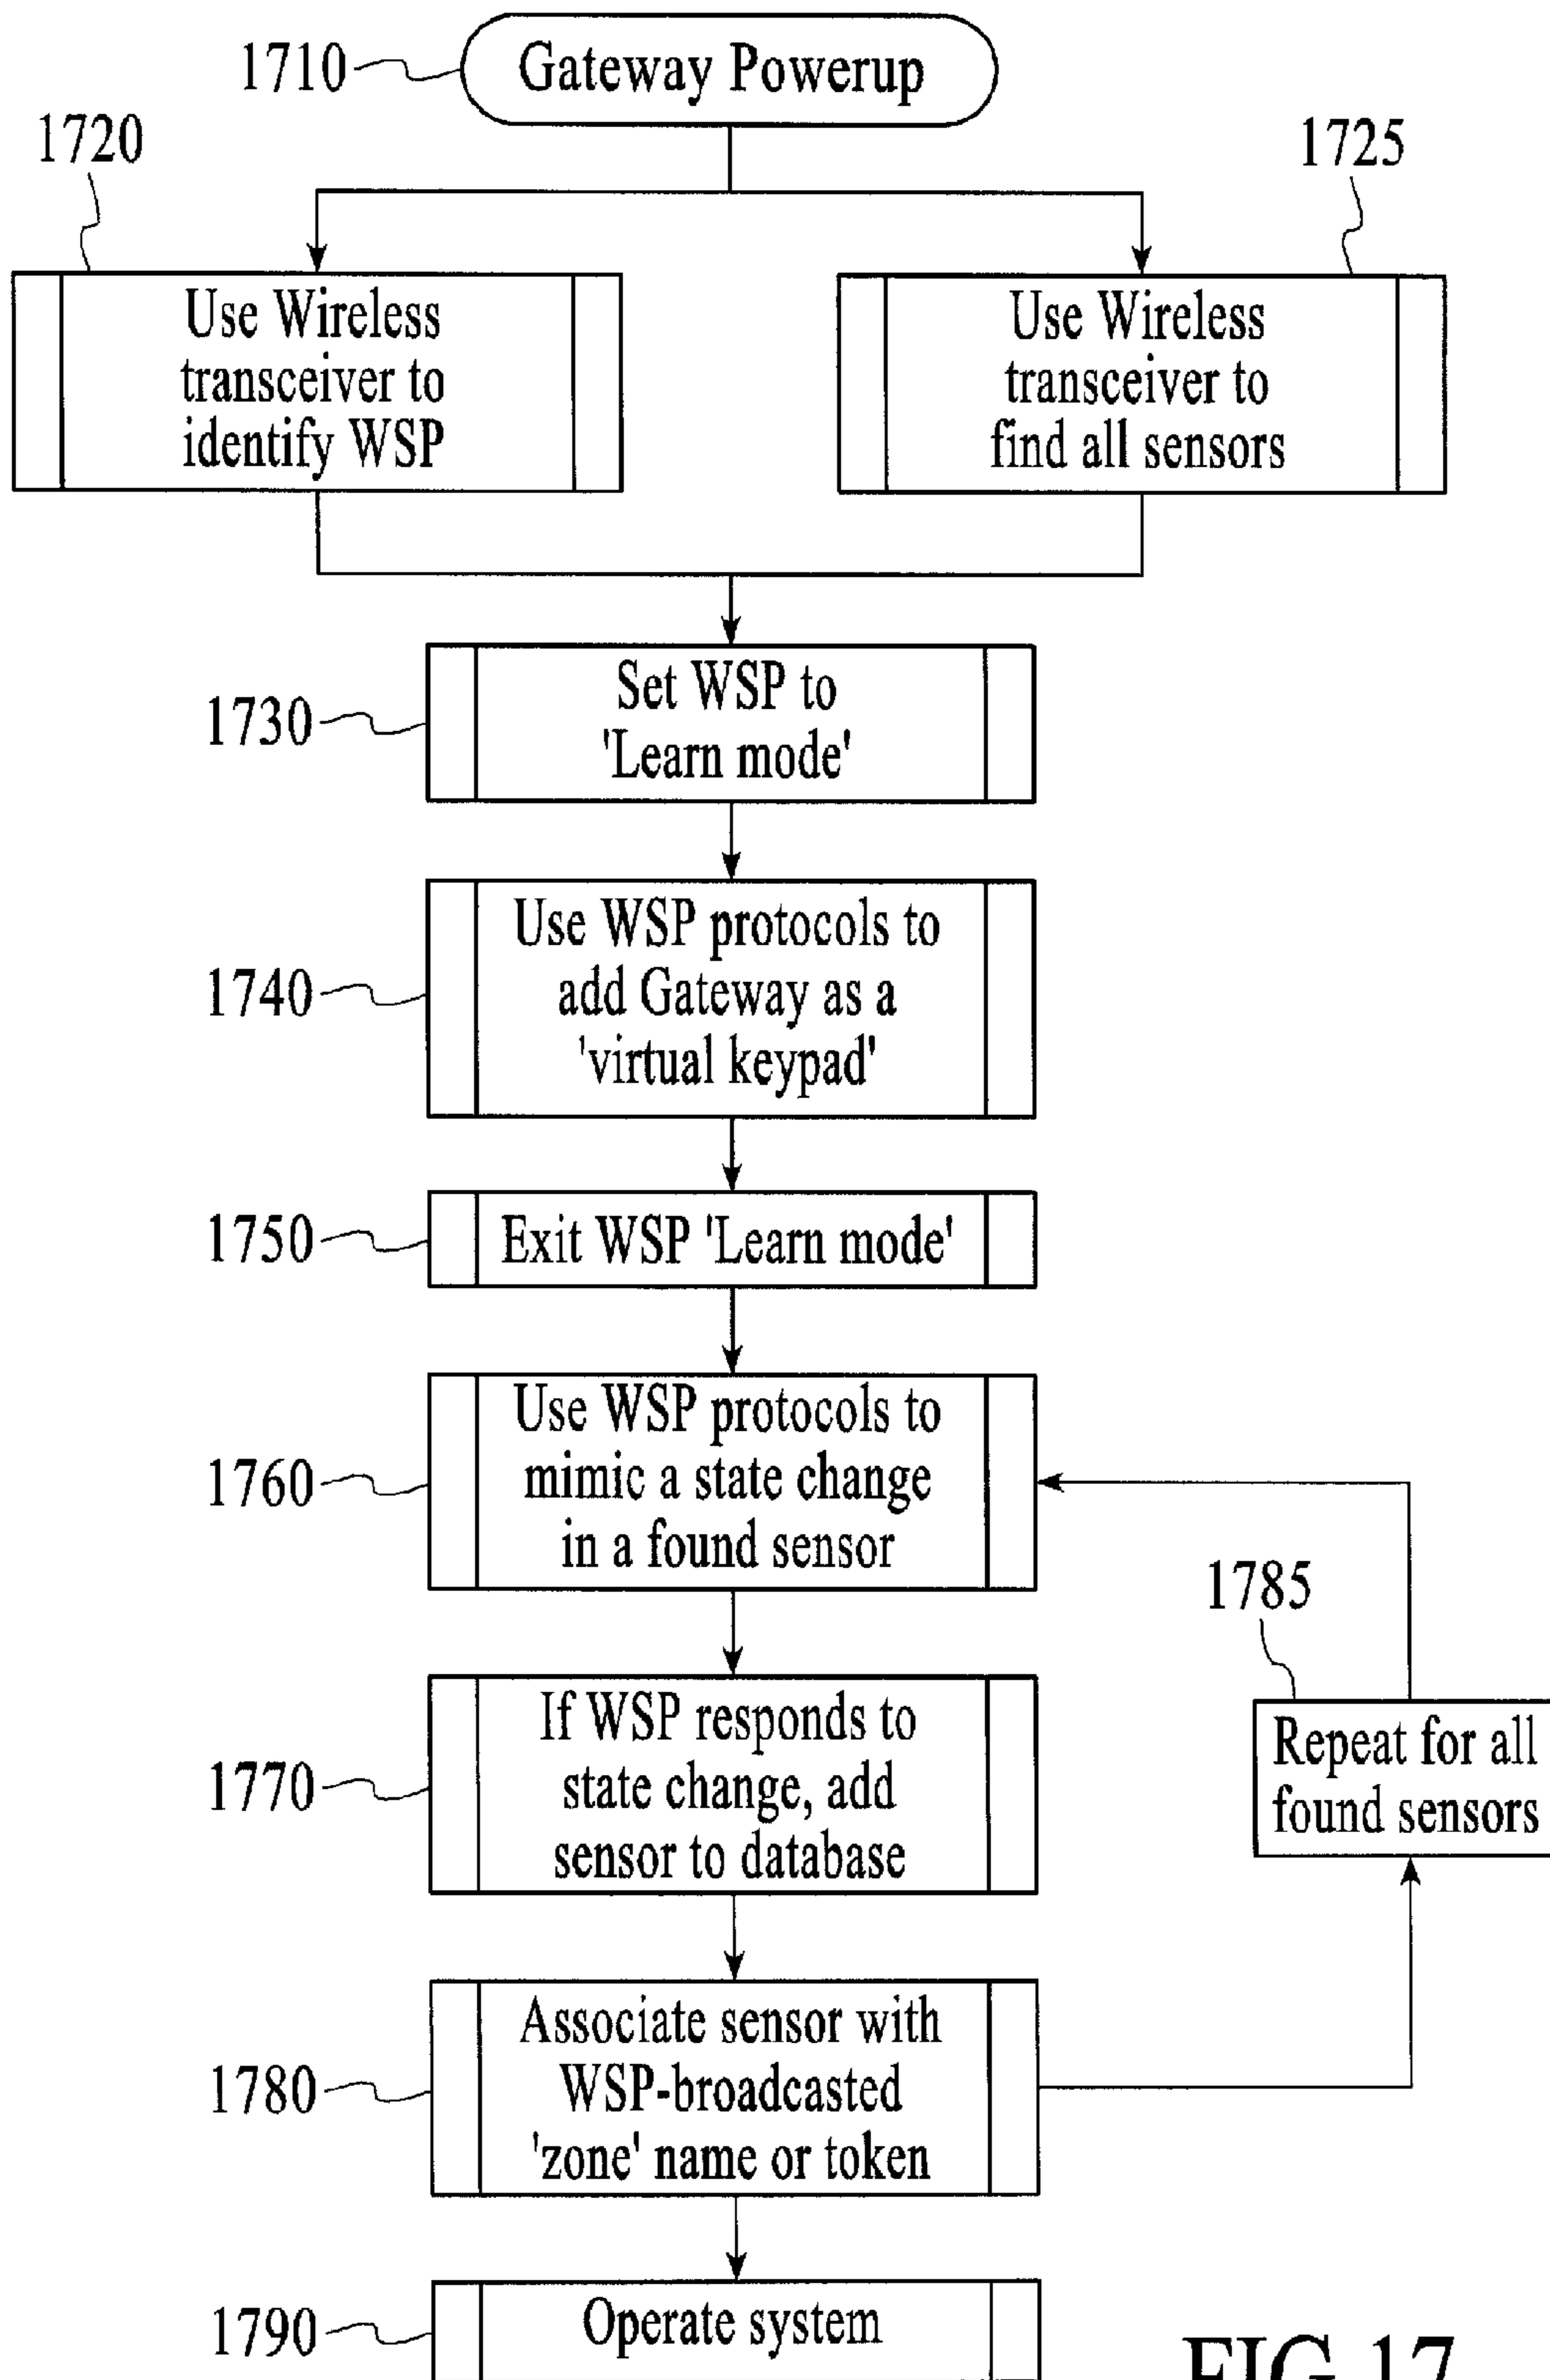 1710
Gateway Powerup
1720
1725
Use Wireless
transceiver to
identify WSP
Use Wireless
transceiver to
find all sensors
1730
Set WSP to
'Learn mode'
1740
Use WSP protocols to
add Gateway as a
'virtual keypad'
1750
Exit WSP 'Learn mode'
1760
Use WSP protocols to
mimic a state change
in a found sensor
1785
Repeat for all
found sensors
1770
If WSP responds to
state change, add
sensor to database
1780
Associate sensor with
WSP-broadcasted
'zone' name or token
1790
Operate system
FIG 17